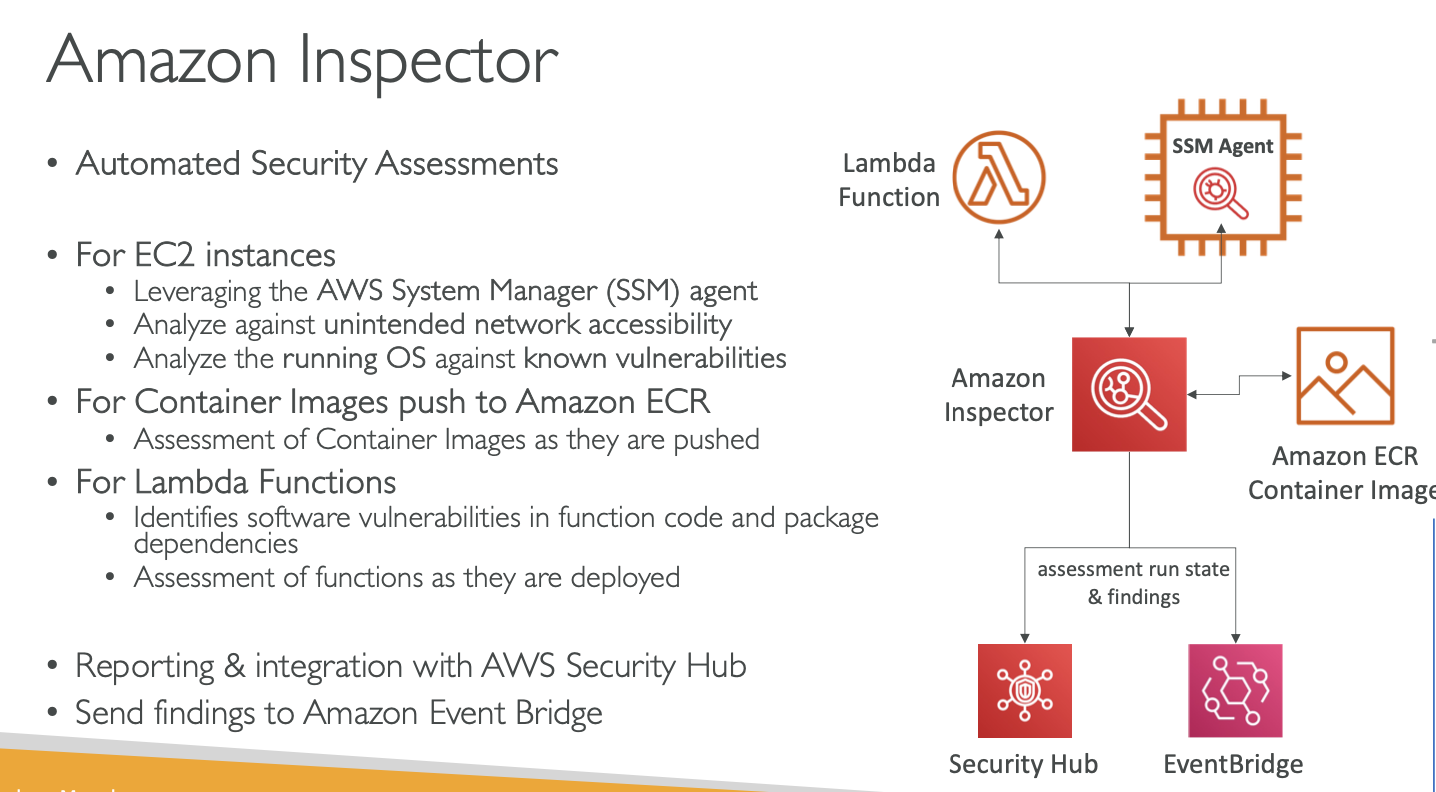 Amazon Inspector
• Automated Security Assessments
• For EC2 instances
• Leveraging the AWS System Manager (SSM) agent
• Analyze against unintended network accessibility
• Analyze the running OS against known vulnerabilities
• For Container Images push to Amazon ECR
• Assessment of Container Images as they are pushed
• For Lambda Functions
• Identifies software vulnerabilities in function code and package
dependencies
• Assessment of functions as they are deployed
• Reporting & integration with AWS Security Hub
• Send findings to Amazon Event Bridge
Lambda
Function
SSM Agent
Amazon
Inspector
Amazon ECR
Container Image
assessment run state
& findings
Security Hub
EventBridge